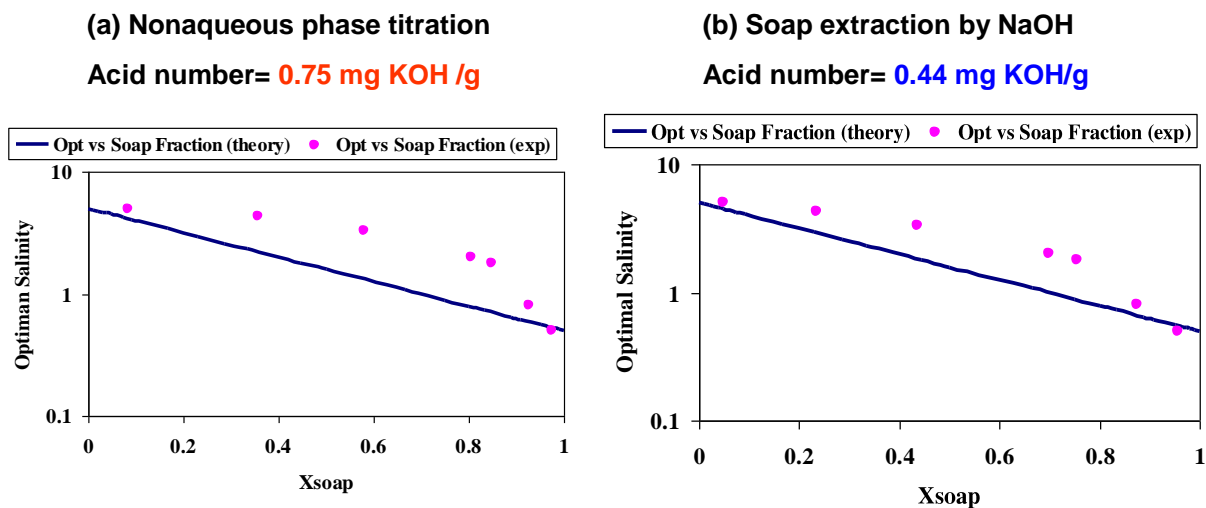 (a) Nonaqueous phase titration
Acid number= 0.75 mg KOH /g
Opt vs Soap Fraction (theory) Opt vs Soap Fraction (exp)
10
1
0.1
Optiman Salinity
0 0.2 0.4 0.6 0.8 1
Xsoap
(b) Soap extraction by NaOH
Acid number= 0.44 mg KOH/g
Opt vs Soap Fraction (theory) Opt vs Soap Fraction (exp)
10
1
0.1
Optimal Salinity
0 0.2 0.4 0.6 0.8 1
Xsoap